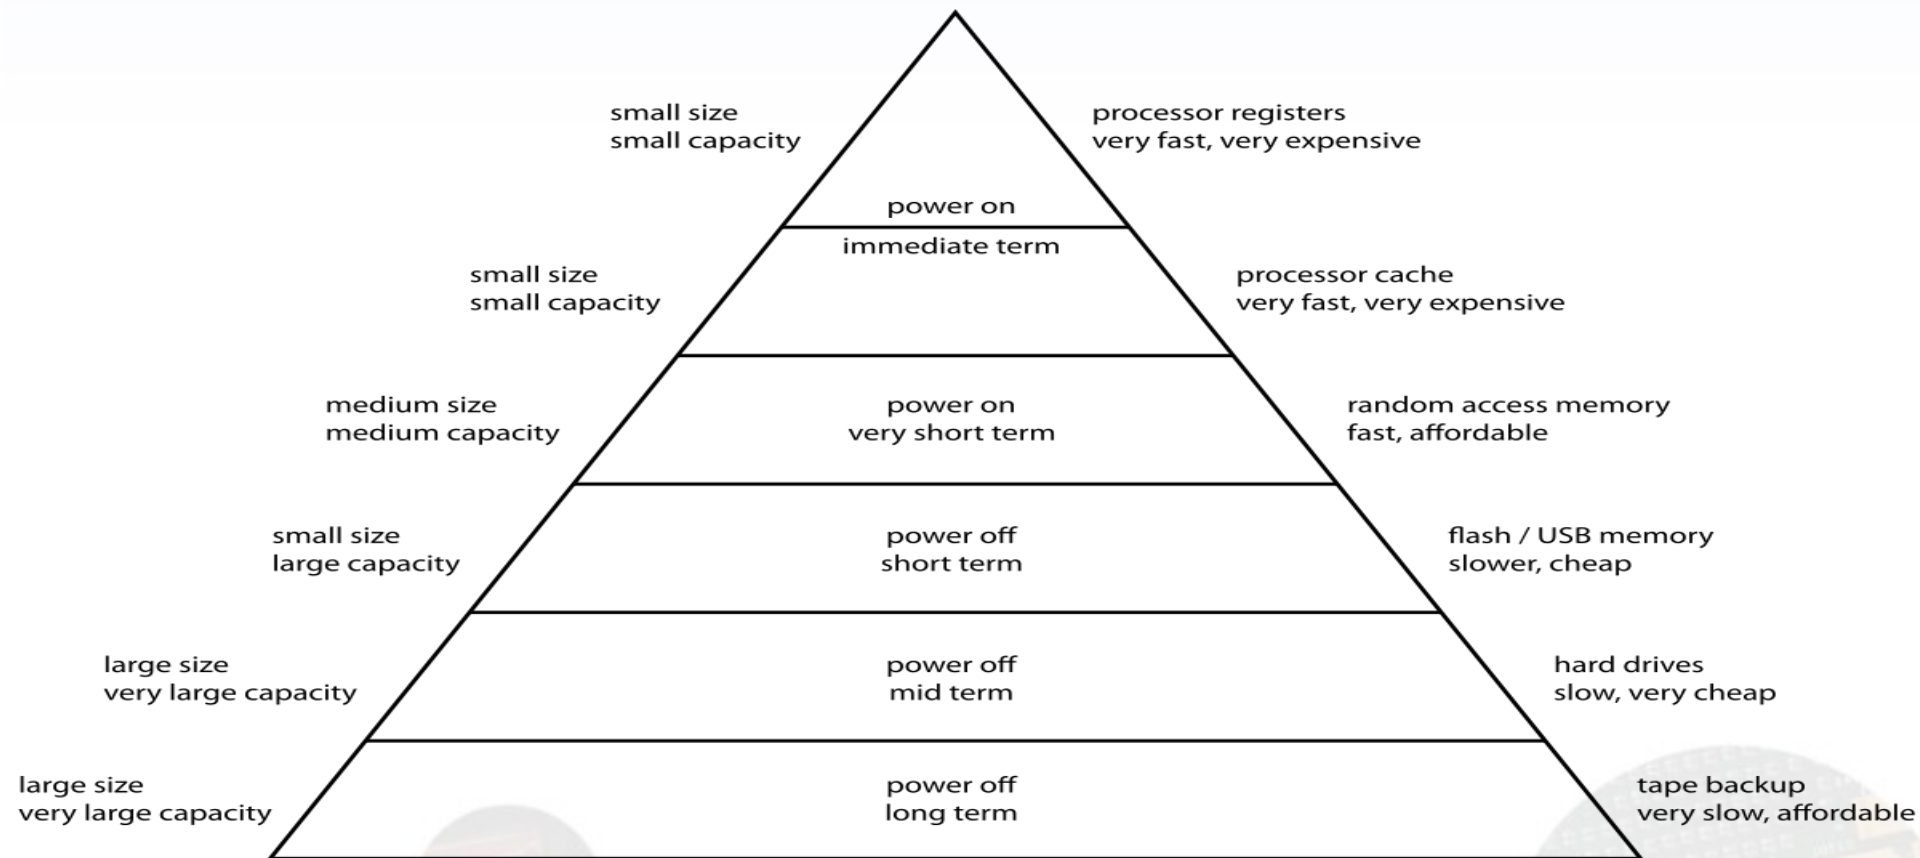 small size
small capacity
processor registers
very fast, very expensive
power on
immediate term
small size
small capacity
processor cache
very fast, very expensive
medium size
medium capacity
power on
very short term
random access memory
fast, affordable
small size
large capacity
power off
short term
flash / USB memory
slower, cheap
large size
very large capacity
power off
mid term
hard drives
slow, very cheap
large size
very large capacity
power off
long term
tape backup
very slow, affordable